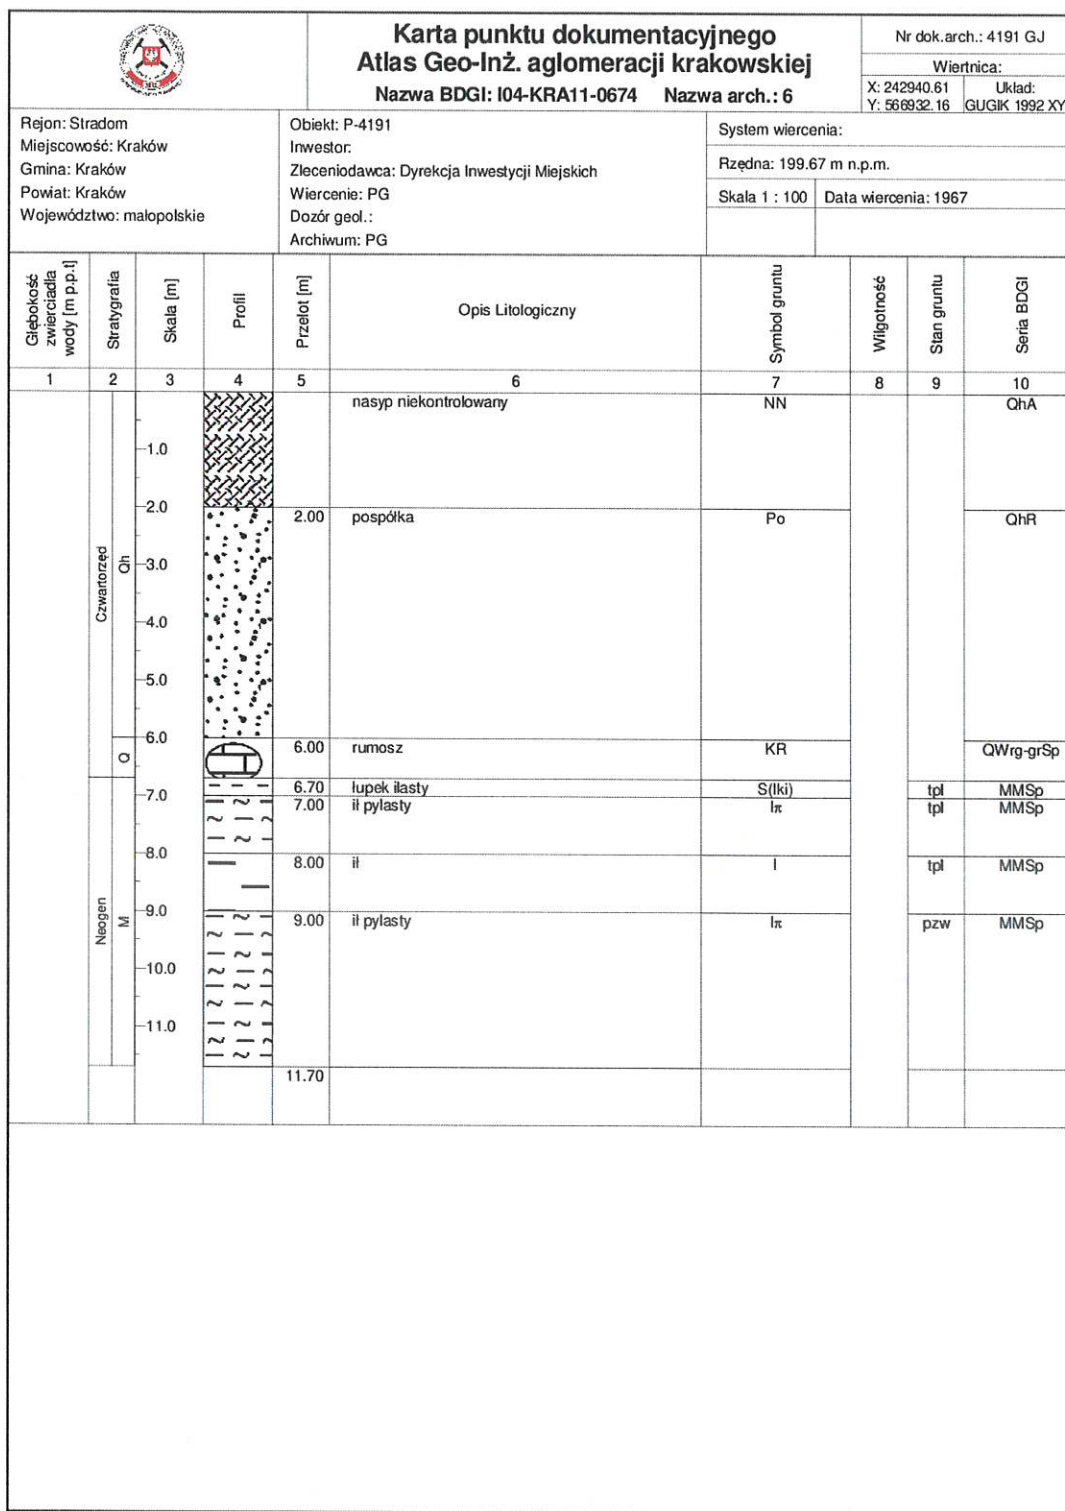 Karta punktu dokumentacyjnego
Atlas Geo-Inż. aglomeracji krakowskiej
Nazwa BDGI: I04-KRA11-0674 Nazwa arch.: 6
Nr dok.arch.: 4191 GJ
Wiertnica:
X: 242940.61
Y: 566932.16
Układ:
GUGIK 1992 XY
Rejon: Stradom
Miejscowość: Kraków
Gmina: Kraków
Powiat: Kraków
Województwo: małopolskie
Obiekt: P-4191
Inwestor:
Zleceniodawca: Dyrekcja Inwestycji Miejskich
Wiercenie: PG
Dozór geol.:
Archiwum: PG
System wiercenia:
Rzędna: 199.67 m n.p.m.
Skala 1 : 100 Data wiercenia: 1967
Głębokość
zwierciadła
wody [m p.p.t]
Stratygrafia
Skala [m]
Profil
Przelot [m]
Opis Litologiczny
Symbol gruntu
Wilgotność
Stan gruntu
Seria BDGI
1 2 3 4 5 6 7 8 9 10
nasyp niekontrolowany NN QhA
1.0
2.0
2.00 pospółka Po QhR
Czwartorzęd
Qh
3.0
4.0
5.0
6.0
Q
6.00 rumosz KR QWrg-grSp
6.70 łupek ilasty S(Iki) tpl MMSp
7.0
7.00 ił pylasty Iπ tpl MMSp
8.0
8.00 ił I tpl MMSp
Neogen
M
9.0
9.00 ił pylasty Iπ pzw MMSp
10.0
11.0
11.70